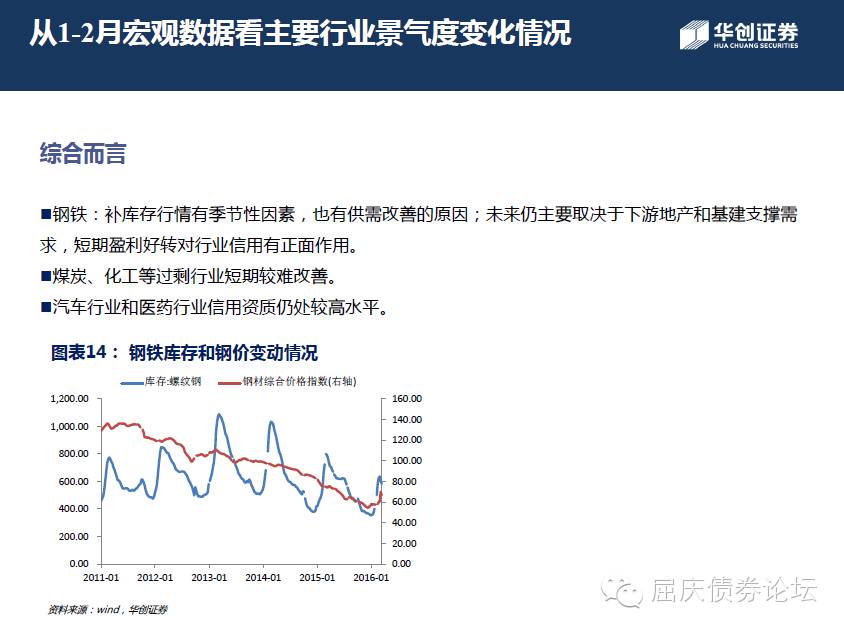 从1-2月宏观数据看主要行业景气度变化情况
华创证券
HUA CHUANG SECURITIES
综合而言
■钢铁：补库存行情有季节性因素，也有供需改善的原因；未来仍主要取决于下游地产和基建支撑需
求，短期盈利好转对行业信用有正面作用。
■煤炭、化工等过剩行业短期较难改善。
■汽车行业和医药行业信用资质仍处较高水平。
图表14： 钢铁库存和钢价变动情况
库存:螺纹钢 钢材综合价格指数(右轴)
1,200.00 160.00
1,000.00 140.00
800.00 120.00
600.00 100.00
400.00 80.00
200.00 60.00
0.00 40.00
20.00
0.00
2011-01 2012-01 2013-01 2014-01 2015-01 2016-01
资料来源：wind，华创证券
屈庆债券论坛